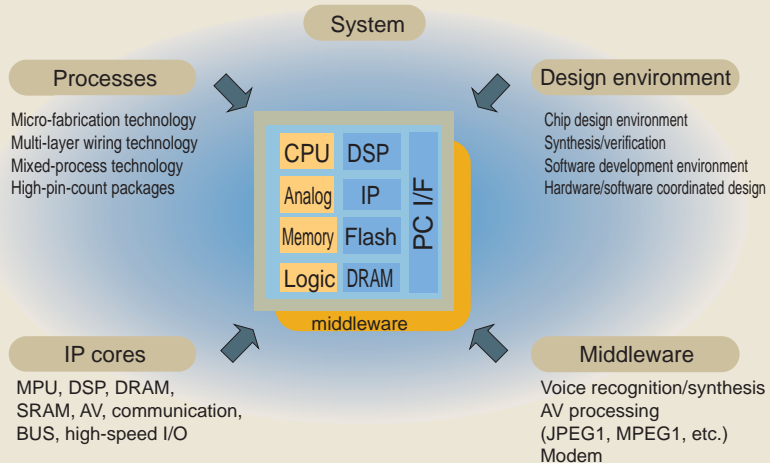 System
Processes
Micro-fabrication technology
Multi-layer wiring technology
Mixed-process technology
High-pin-count packages
Design environment
Chip design environment
Synthesis/verification
Software development environment
Hardware/software coordinated design
CPU DSP
Analog IP
Memory Flash
Logic DRAM
PC I/F
middleware
IP cores
MPU, DSP, DRAM,
SRAM, AV, communication,
BUS, high-speed I/O
Middleware
Voice recognition/synthesis
AV processing
(JPEG1, MPEG1, etc.)
Modem